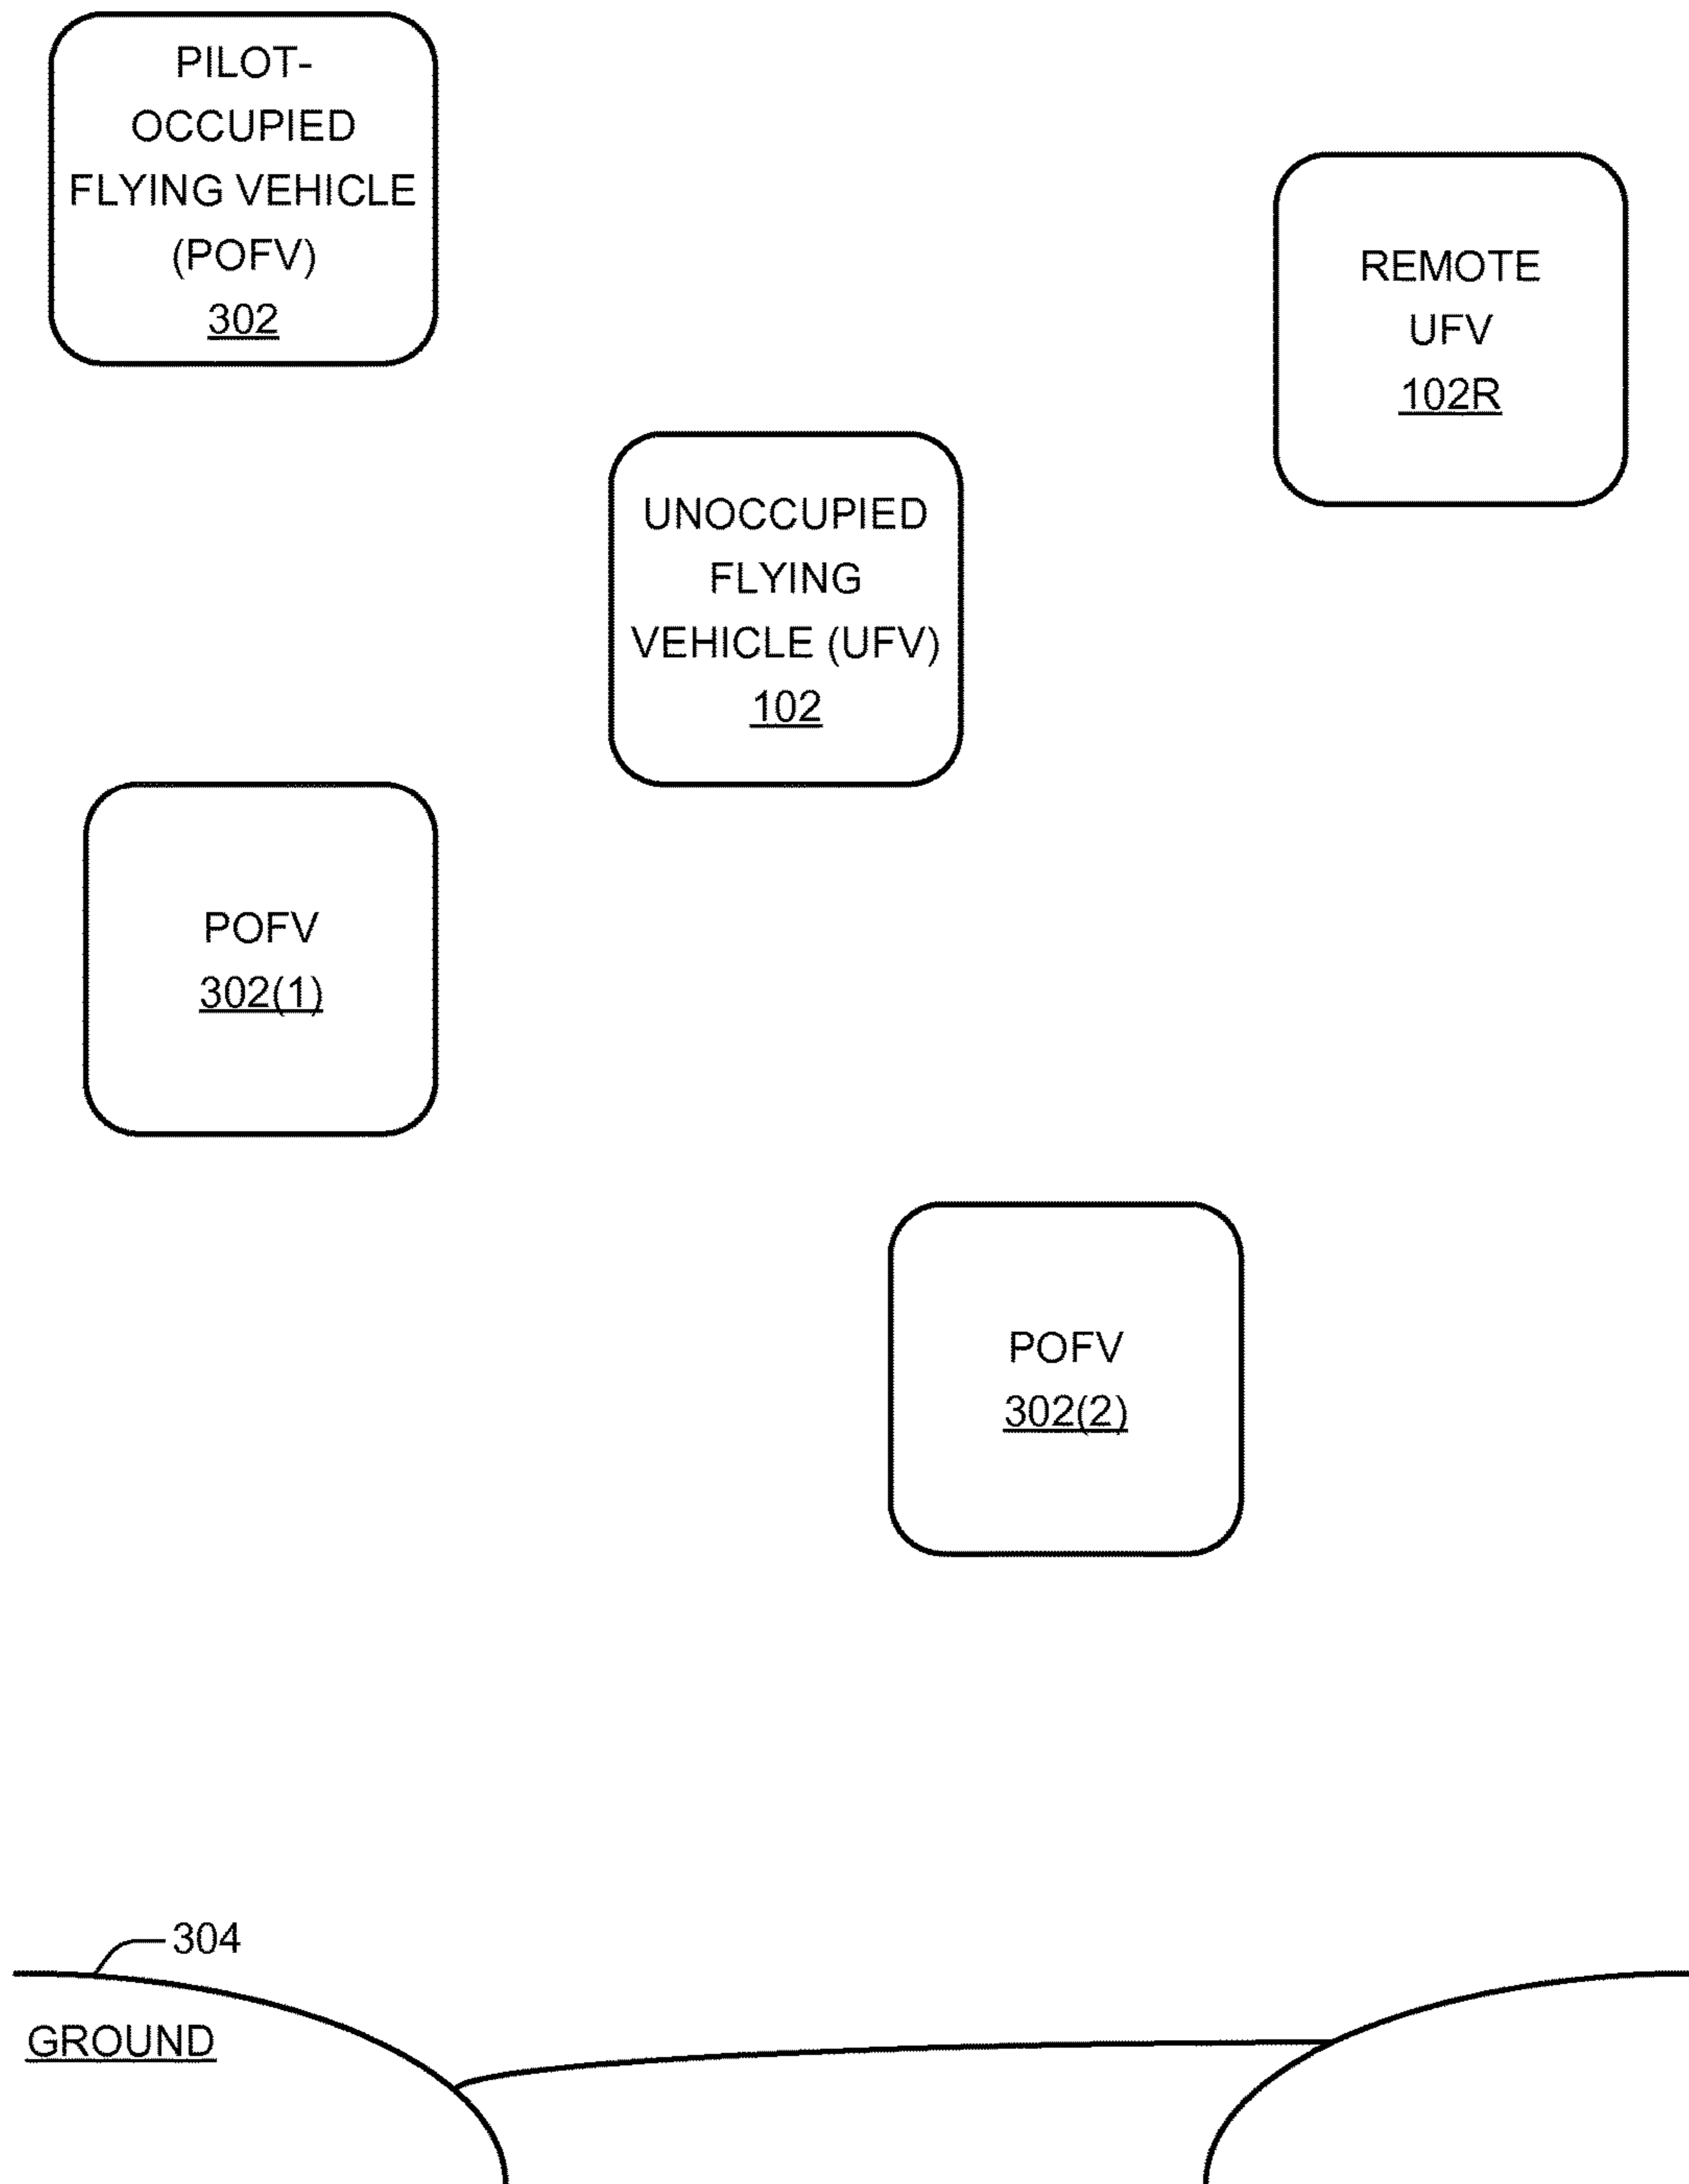 PILOT-
OCCUPIED
FLYING VEHICLE
(POFV)
302
REMOTE
UFV
102R
UNOCCUPIED
FLYING
VEHICLE (UFV)
102
POFV
302(1)
POFV
302(2)
304
GROUND